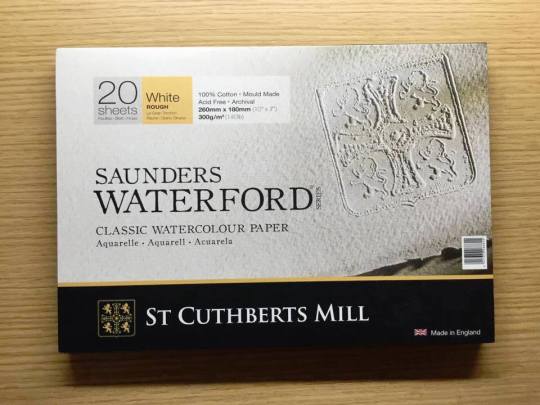 20
sheets
White
ROUGH
100% Cotton • Mould Made
Acid Free • Archival
260mm x 180mm (10" x 7")
300g/m² (140lb)
SAUNDERS
WATERFORD
SERIES
CLASSIC WATERCOLOUR PAPER
Aquarelle • Aquarell • Acuarela
ST CUTHBERTS MILL
Made in England